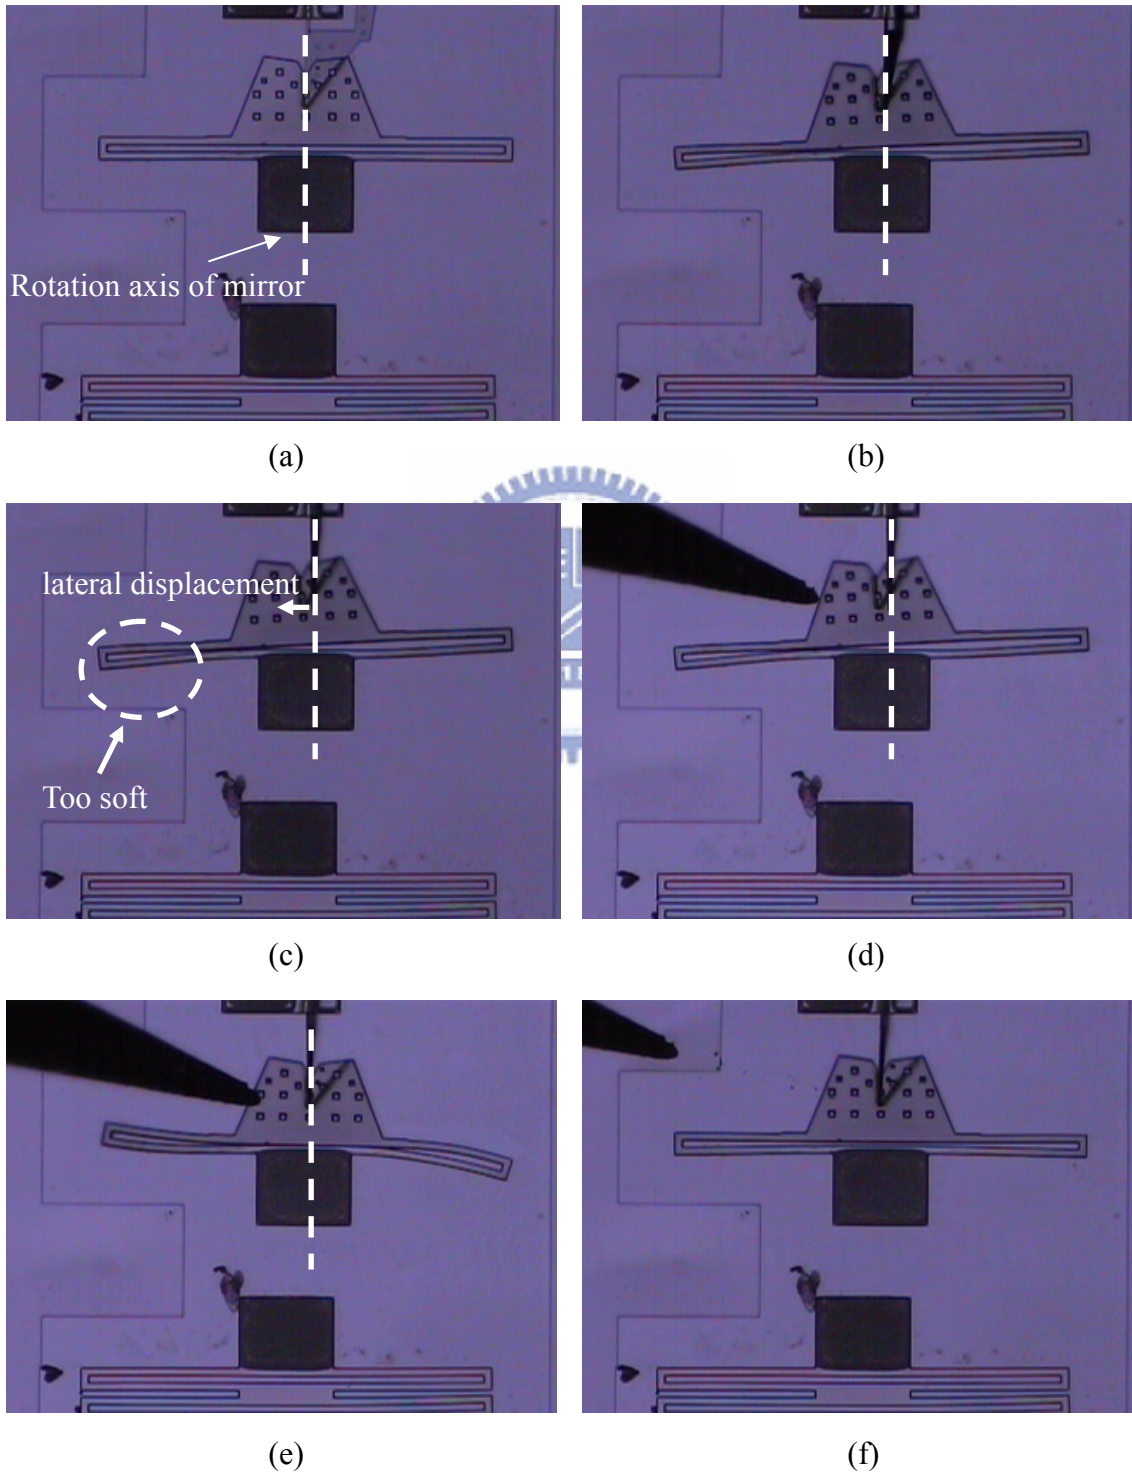 Rotation axis of mirror
(a)
(b)
lateral displacement
Too soft
(c)
(d)
(e)
(f)